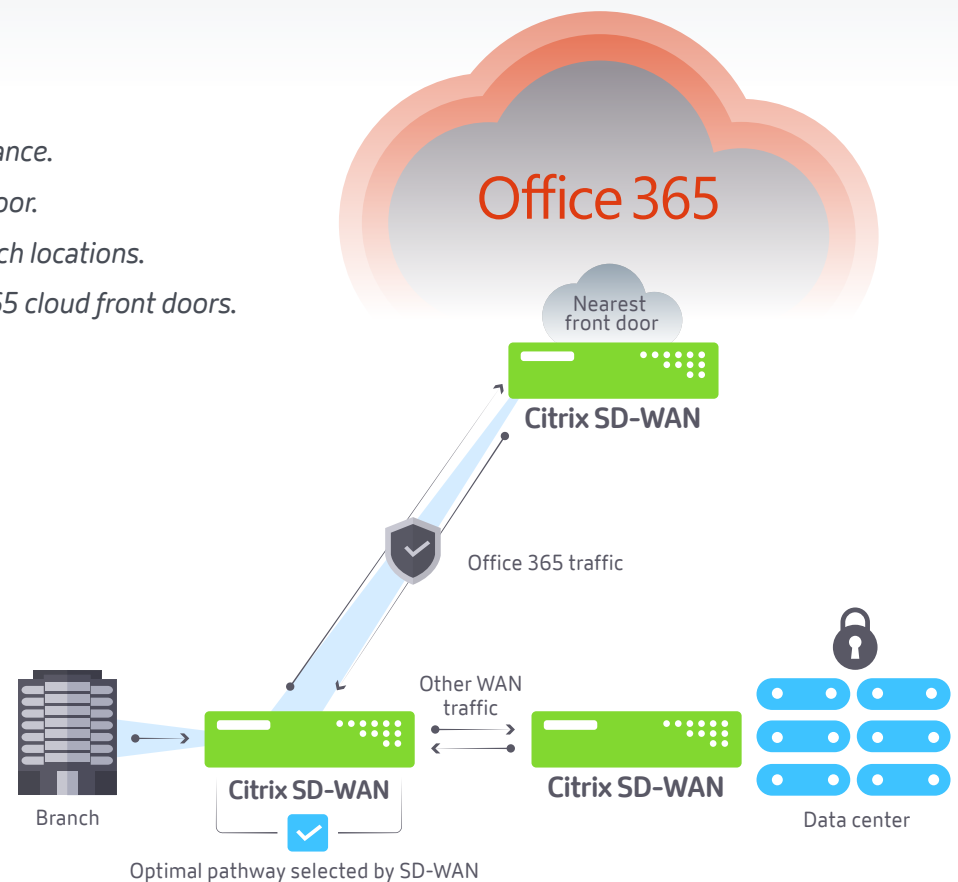 ance.
oor.
ch locations.
55 cloud front doors.
Office 365
Nearest
front door
Citrix SD-WAN
Office 365 traffic
Other WAN
traffic
Citrix SD-WAN
Citrix SD-WAN
Branch
Data center
Optimal pathway selected by SD-WAN